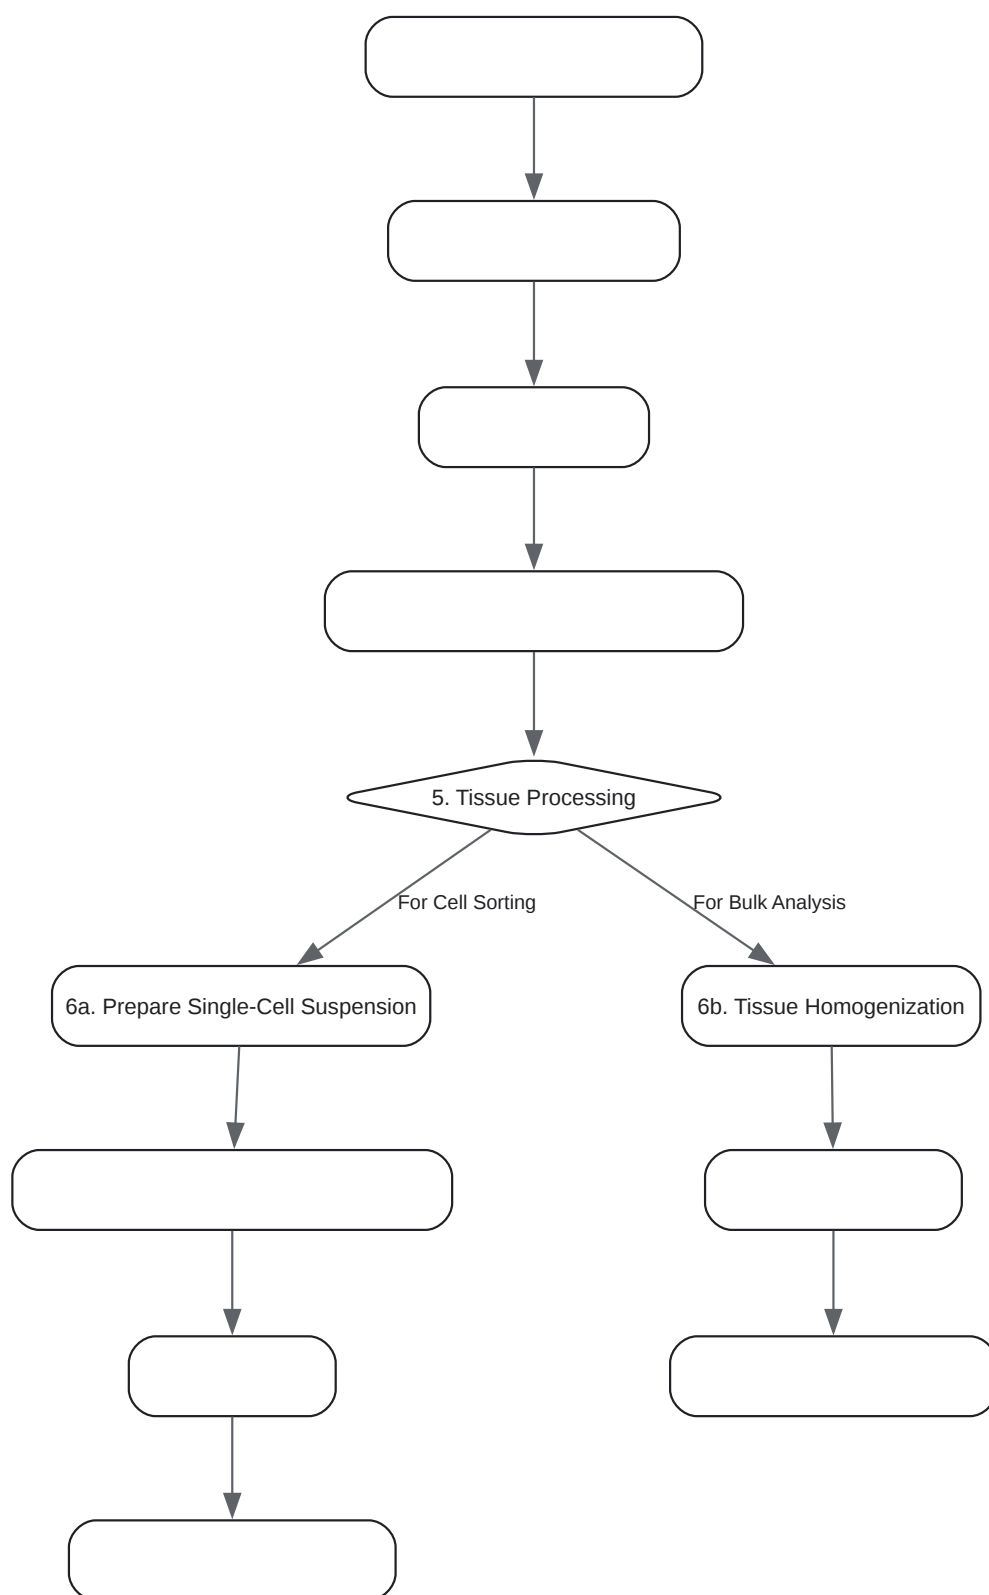 5. Tissue Processing
For Cell Sorting
For Bulk Analysis
6a. Prepare Single-Cell Suspension
6b. Tissue Homogenization